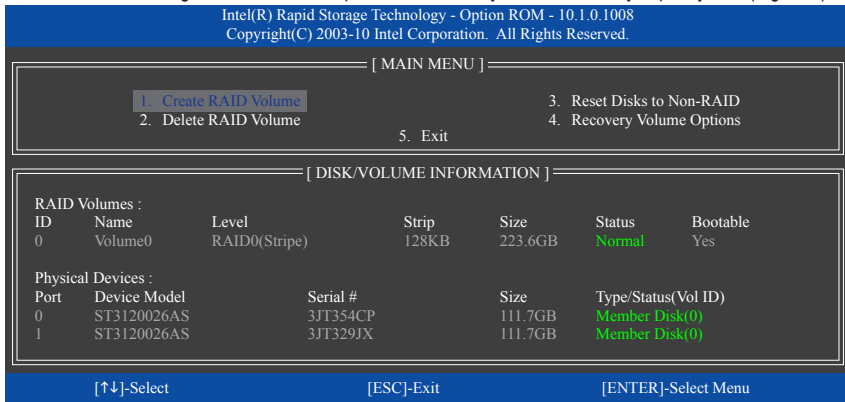 Intel(R) Rapid Storage Technology - Option ROM - 10.1.0.1008
Copyright(C) 2003-10 Intel Corporation. All Rights Reserved.
[ MAIN MENU ]
1. Create RAID Volume 3. Reset Disks to Non-RAID
2. Delete RAID Volume 4. Recovery Volume Options
5. Exit
[ DISK/VOLUME INFORMATION ]
RAID Volumes :
ID Name Level Strip Size Status Bootable
0 Volume0 RAID0(Stripe) 128KB 223.6GB Normal Yes
Physical Devices :
Port Device Model Serial # Size Type/Status(Vol ID)
0 ST3120026AS 3JT354CP 111.7GB Member Disk(0)
1 ST3120026AS 3JT329JX 111.7GB Member Disk(0)
[↑↓]-Select [ESC]-Exit [ENTER]-Select Menu